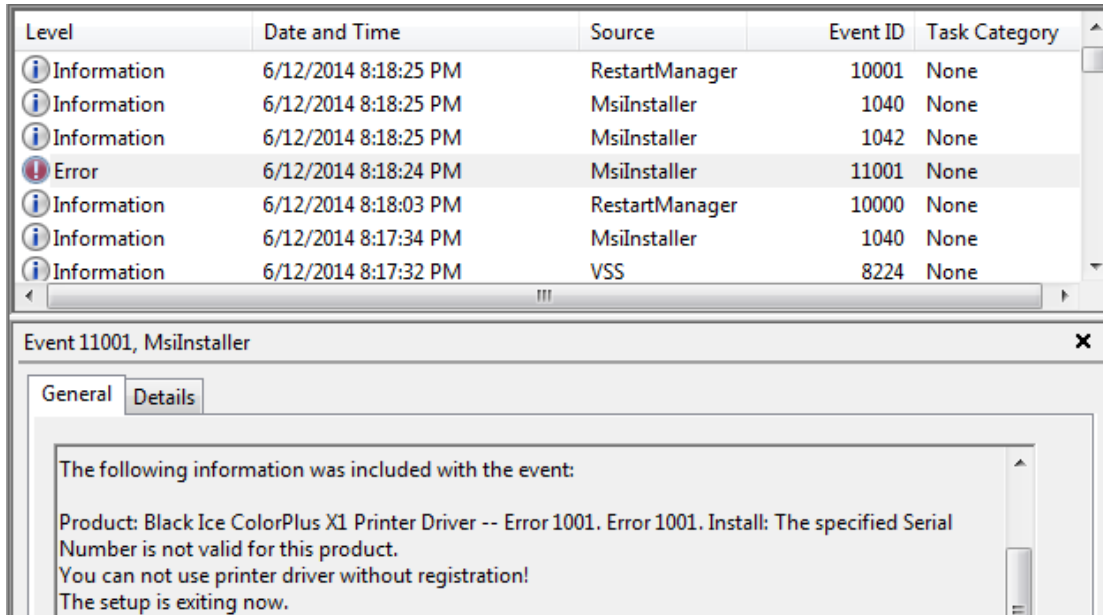 Level Date and Time Source Event ID Task Category
Information 6/12/2014 8:18:25 PM RestartManager 10001 None
Information 6/12/2014 8:18:25 PM MsiInstaller 1040 None
Information 6/12/2014 8:18:25 PM MsiInstaller 1042 None
Error 6/12/2014 8:18:24 PM MsiInstaller 11001 None
Information 6/12/2014 8:18:03 PM RestartManager 10000 None
Information 6/12/2014 8:17:34 PM MsiInstaller 1040 None
Information 6/12/2014 8:17:32 PM VSS 8224 None
Event 11001, MsiInstaller
General Details
The following information was included with the event:
Product: Black Ice ColorPlus X1 Printer Driver -- Error 1001. Error 1001. Install: The specified Serial
Number is not valid for this product.
You can not use printer driver without registration!
The setup is exiting now.